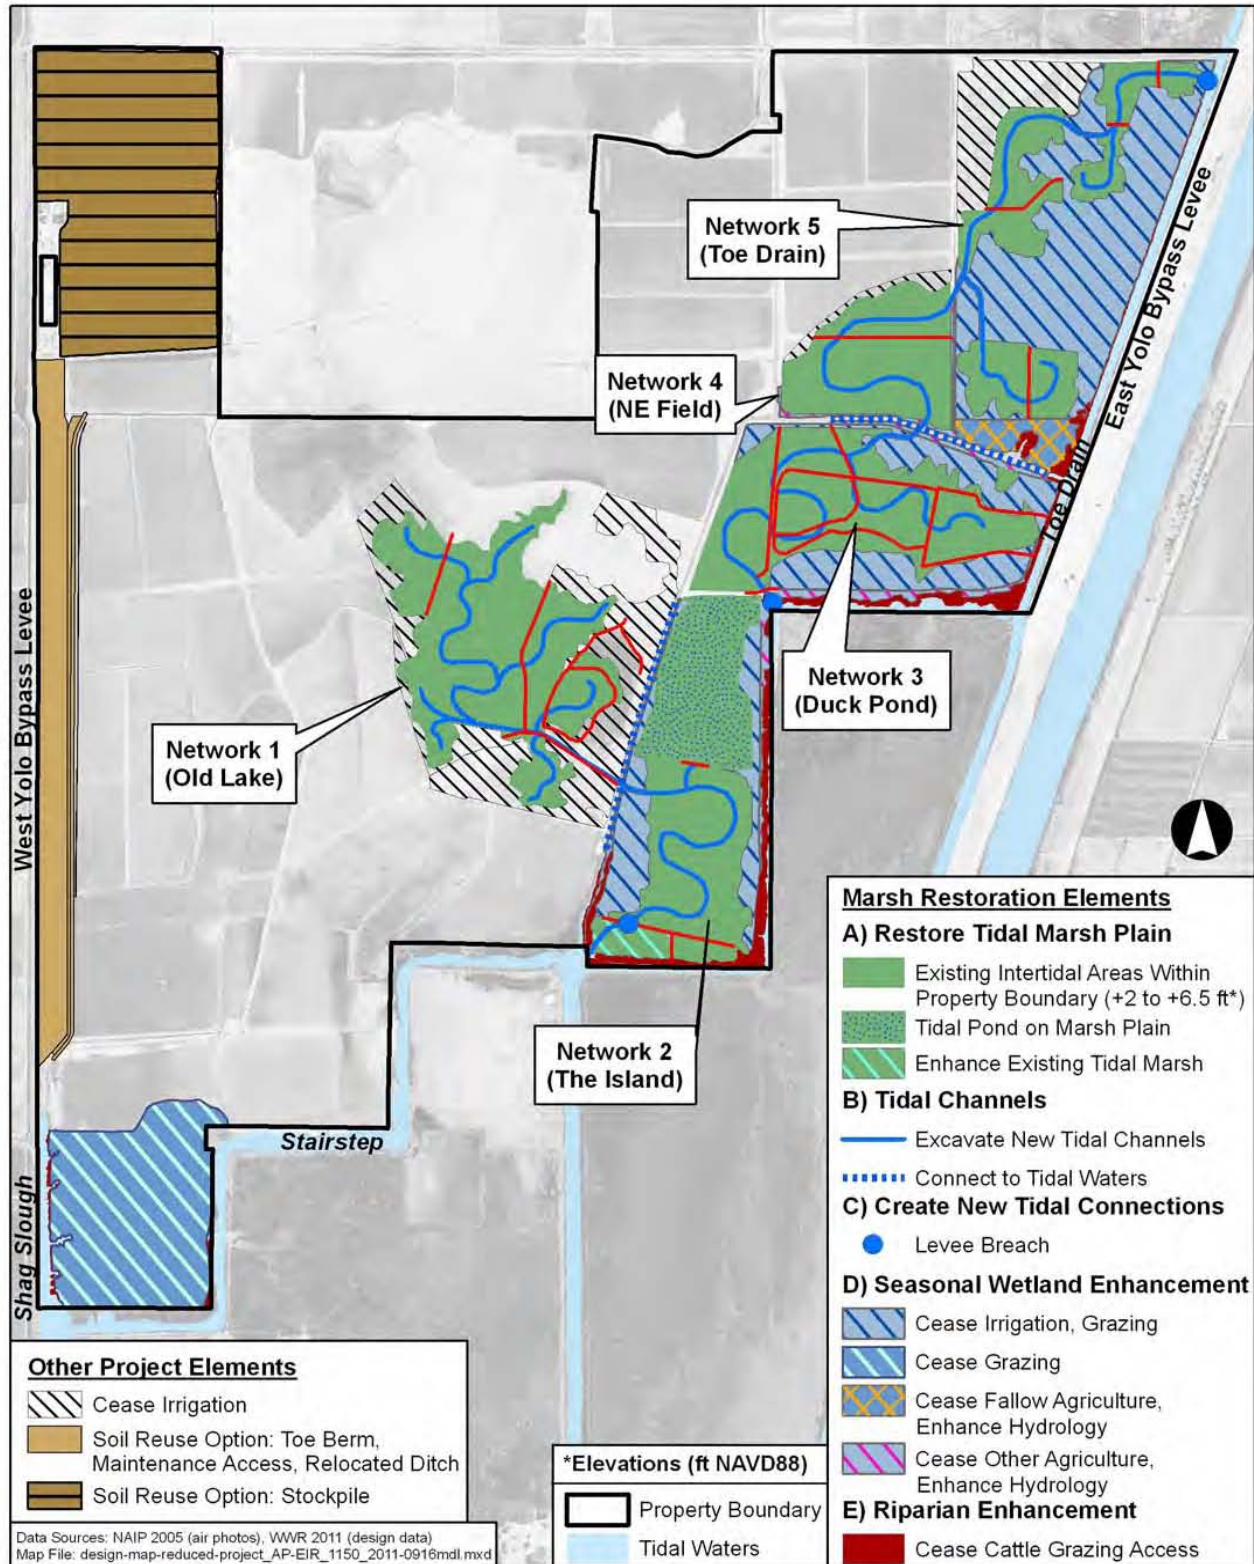 Network 5
(Toe Drain)
East Yolo Bypass Levee
Network 4
(NE Field)
Toe Drain
West Yolo Bypass Levee
Network 3
(Duck Pond)
Network 1
(Old Lake)
Network 2
(The Island)
Stairstep
Shag Slough
Marsh Restoration Elements
A) Restore Tidal Marsh Plain
Existing Intertidal Areas Within
Property Boundary (+2 to +6.5 ft*)
Tidal Pond on Marsh Plain
Enhance Existing Tidal Marsh
B) Tidal Channels
Excavate New Tidal Channels
Connect to Tidal Waters
C) Create New Tidal Connections
Levee Breach
D) Seasonal Wetland Enhancement
Cease Irrigation, Grazing
Cease Grazing
Cease Fallow Agriculture,
Enhance Hydrology
Cease Other Agriculture,
Enhance Hydrology
E) Riparian Enhancement
Cease Cattle Grazing Access
Other Project Elements
Cease Irrigation
Soil Reuse Option: Toe Berm,
Maintenance Access, Relocated Ditch
Soil Reuse Option: Stockpile
*Elevations (ft NAVD88)
Property Boundary
Tidal Waters
Data Sources: NAIP 2005 (air photos), WWR 2011 (design data)
Map File: design-map-reduced-project_AP-EIR_1150_2011-0916mdl.mxd